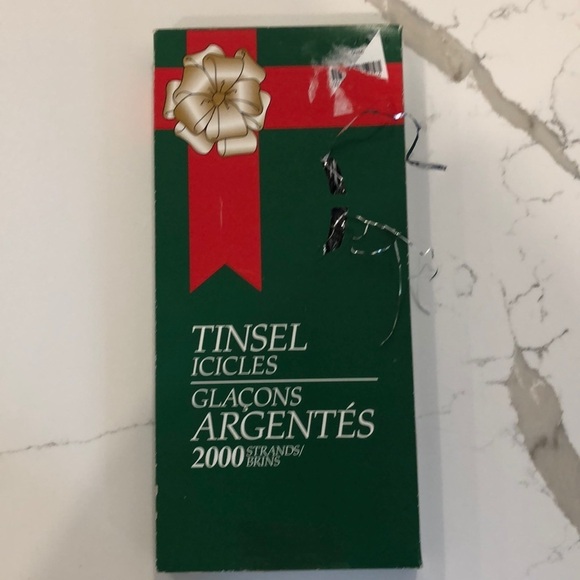 TINSEL
ICICLES
GLAÇONS
ARGENTÉS
2000 STRANDS/
BRINS